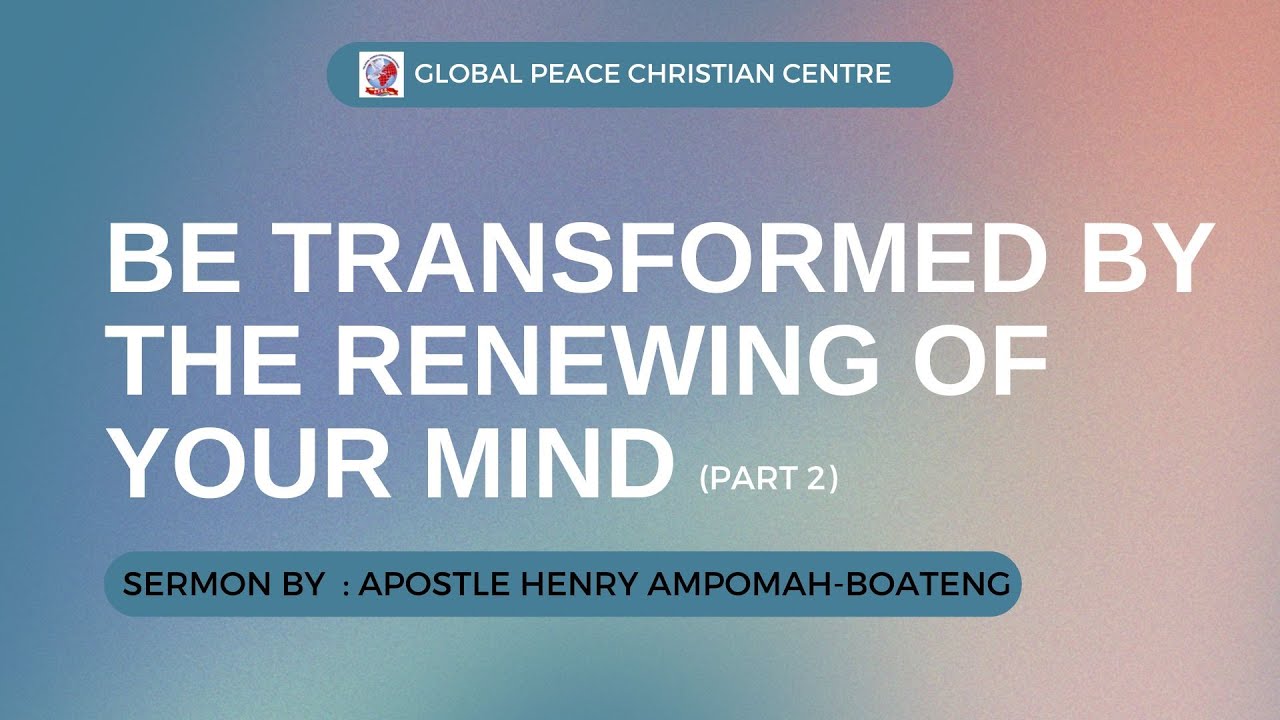 GLOBAL PEACE CHRISTIAN CENTRE
BE TRANSFORMED BY
THE RENEWING OF
YOUR MIND (PART 2)
SERMON BY : APOSTLE HENRY AMPOMAH-BOATENG